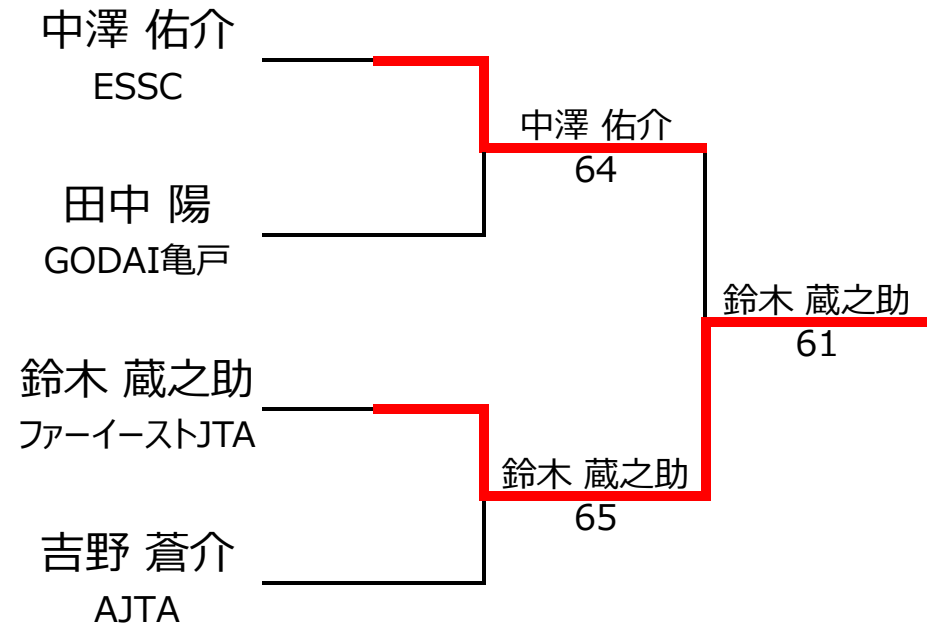 中澤 佑介
ESSC
中澤 佑介
64
田中 陽
GODAI亀戸
鈴木 蔵之助
61
鈴木 蔵之助
ファーイーストJTA
鈴木 蔵之助
65
吉野 蒼介
AJTA